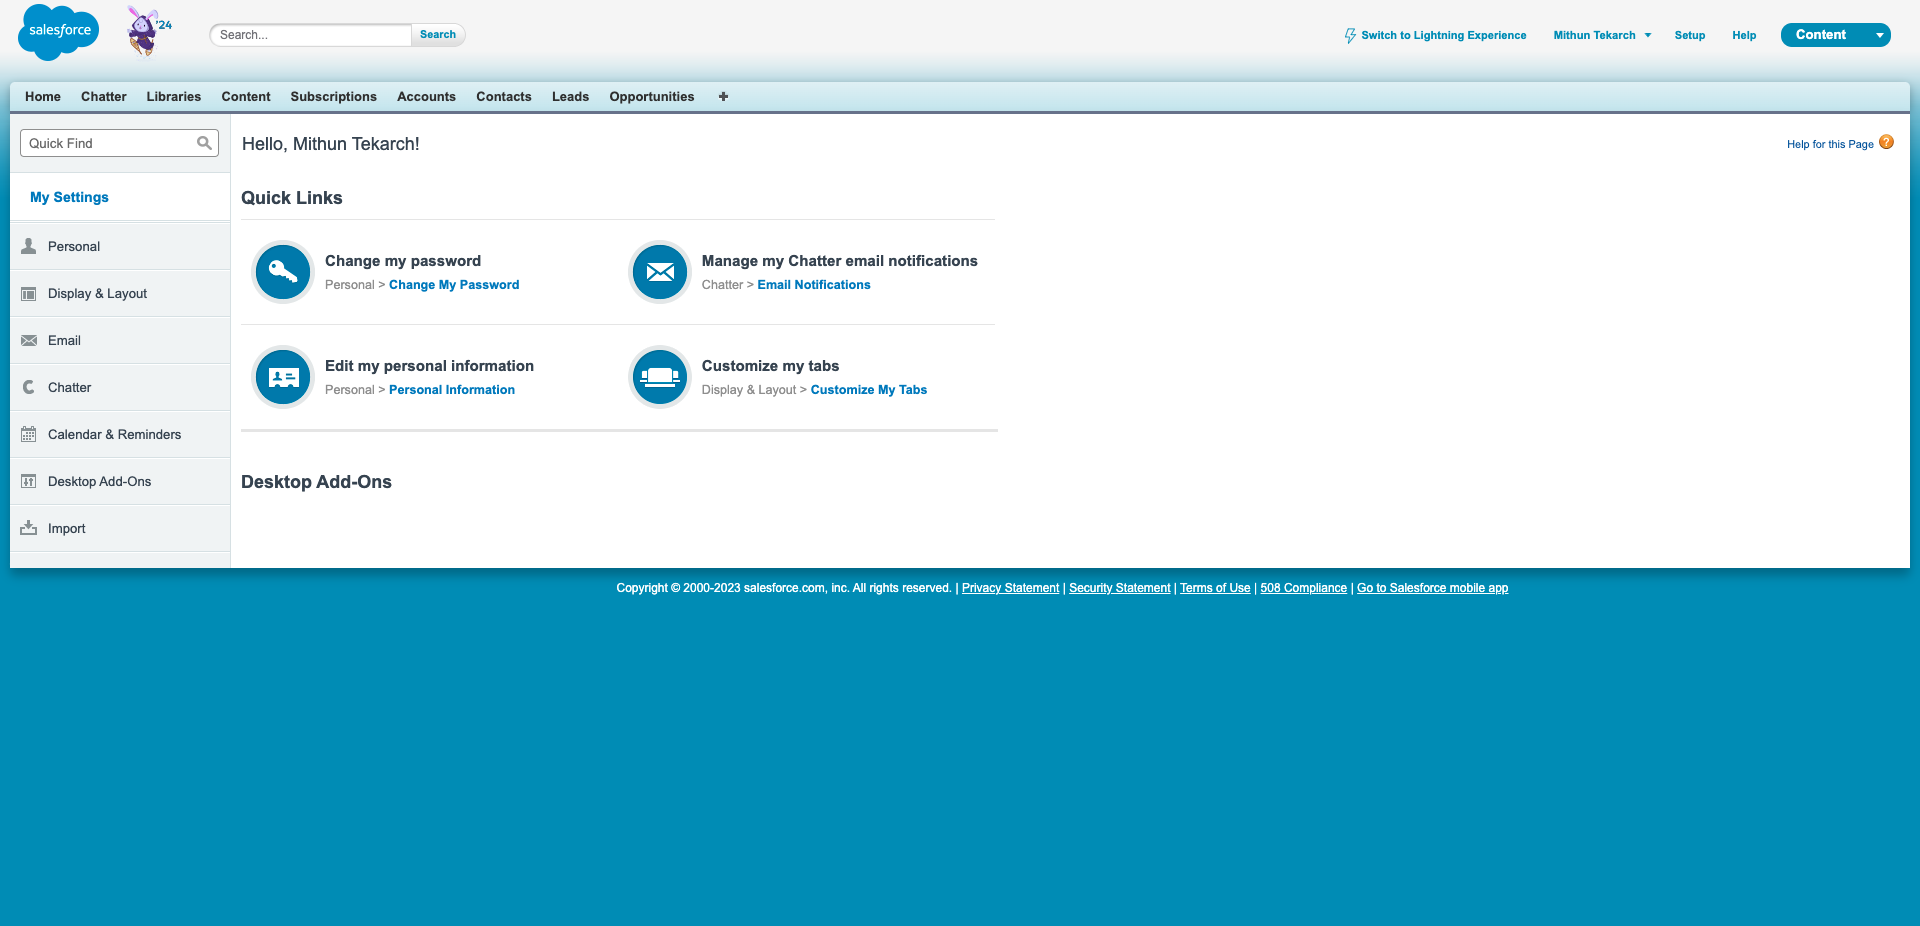 salesforce
'24
Search...
Search
Switch to Lightning Experience
Mithun Tekarch
Setup
Help
Content
Home Chatter Libraries Content Subscriptions Accounts Contacts Leads Opportunities +
Quick Find
My Settings
Personal
Display & Layout
Email
Chatter
Calendar & Reminders
Desktop Add-Ons
Import
Hello, Mithun Tekarch!
Help for this Page ?
Quick Links
Change my password
Personal > Change My Password
Manage my Chatter email notifications
Chatter > Email Notifications
Edit my personal information
Personal > Personal Information
Customize my tabs
Display & Layout > Customize My Tabs
Desktop Add-Ons
Copyright © 2000-2023 salesforce.com, inc. All rights reserved. | Privacy Statement | Security Statement | Terms of Use | 508 Compliance | Go to Salesforce mobile app